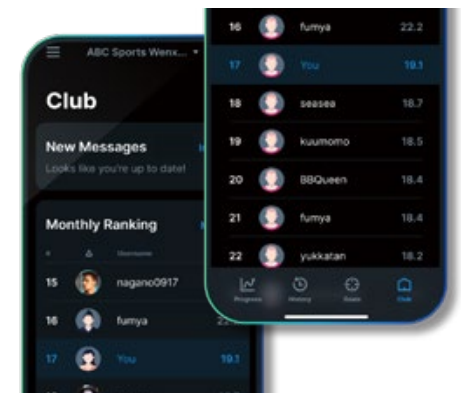 ABC Sports Wenx...
Club
New Messages
Looks like you're up to date!
Monthly Ranking
#
Username
15 nagano0917
16 fumya
17 You 19.1
16 fumya 22.2
17 You 19.1
18 seasea 18.7
19 kuumomo 18.5
20 BBQueen 18.4
21 fumya 18.4
22 yukkatan 18.2
Progress History Goals Club